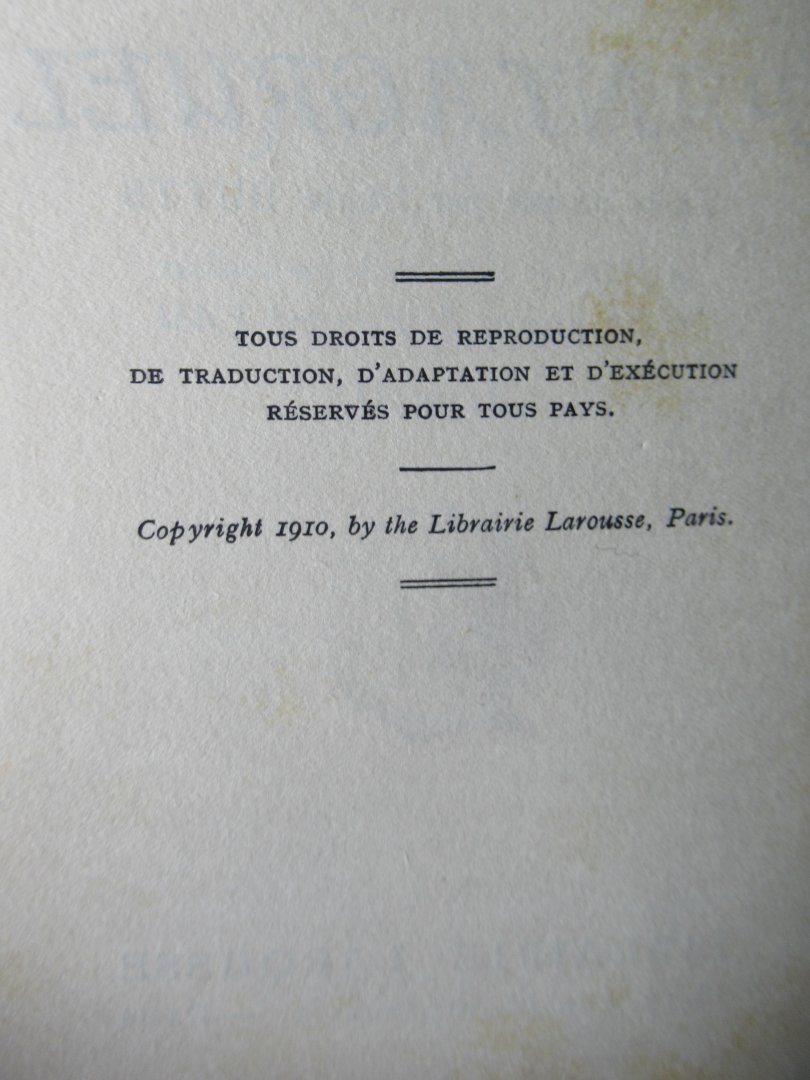 TOUS DROITS DE REPRODUCTION,
DE TRADUCTION, D'ADAPTATION ET D'EXÉCUTION
RÉSERVÉS POUR TOUS PAYS.
Copyright 1910, by the Librairie Larousse, Paris.